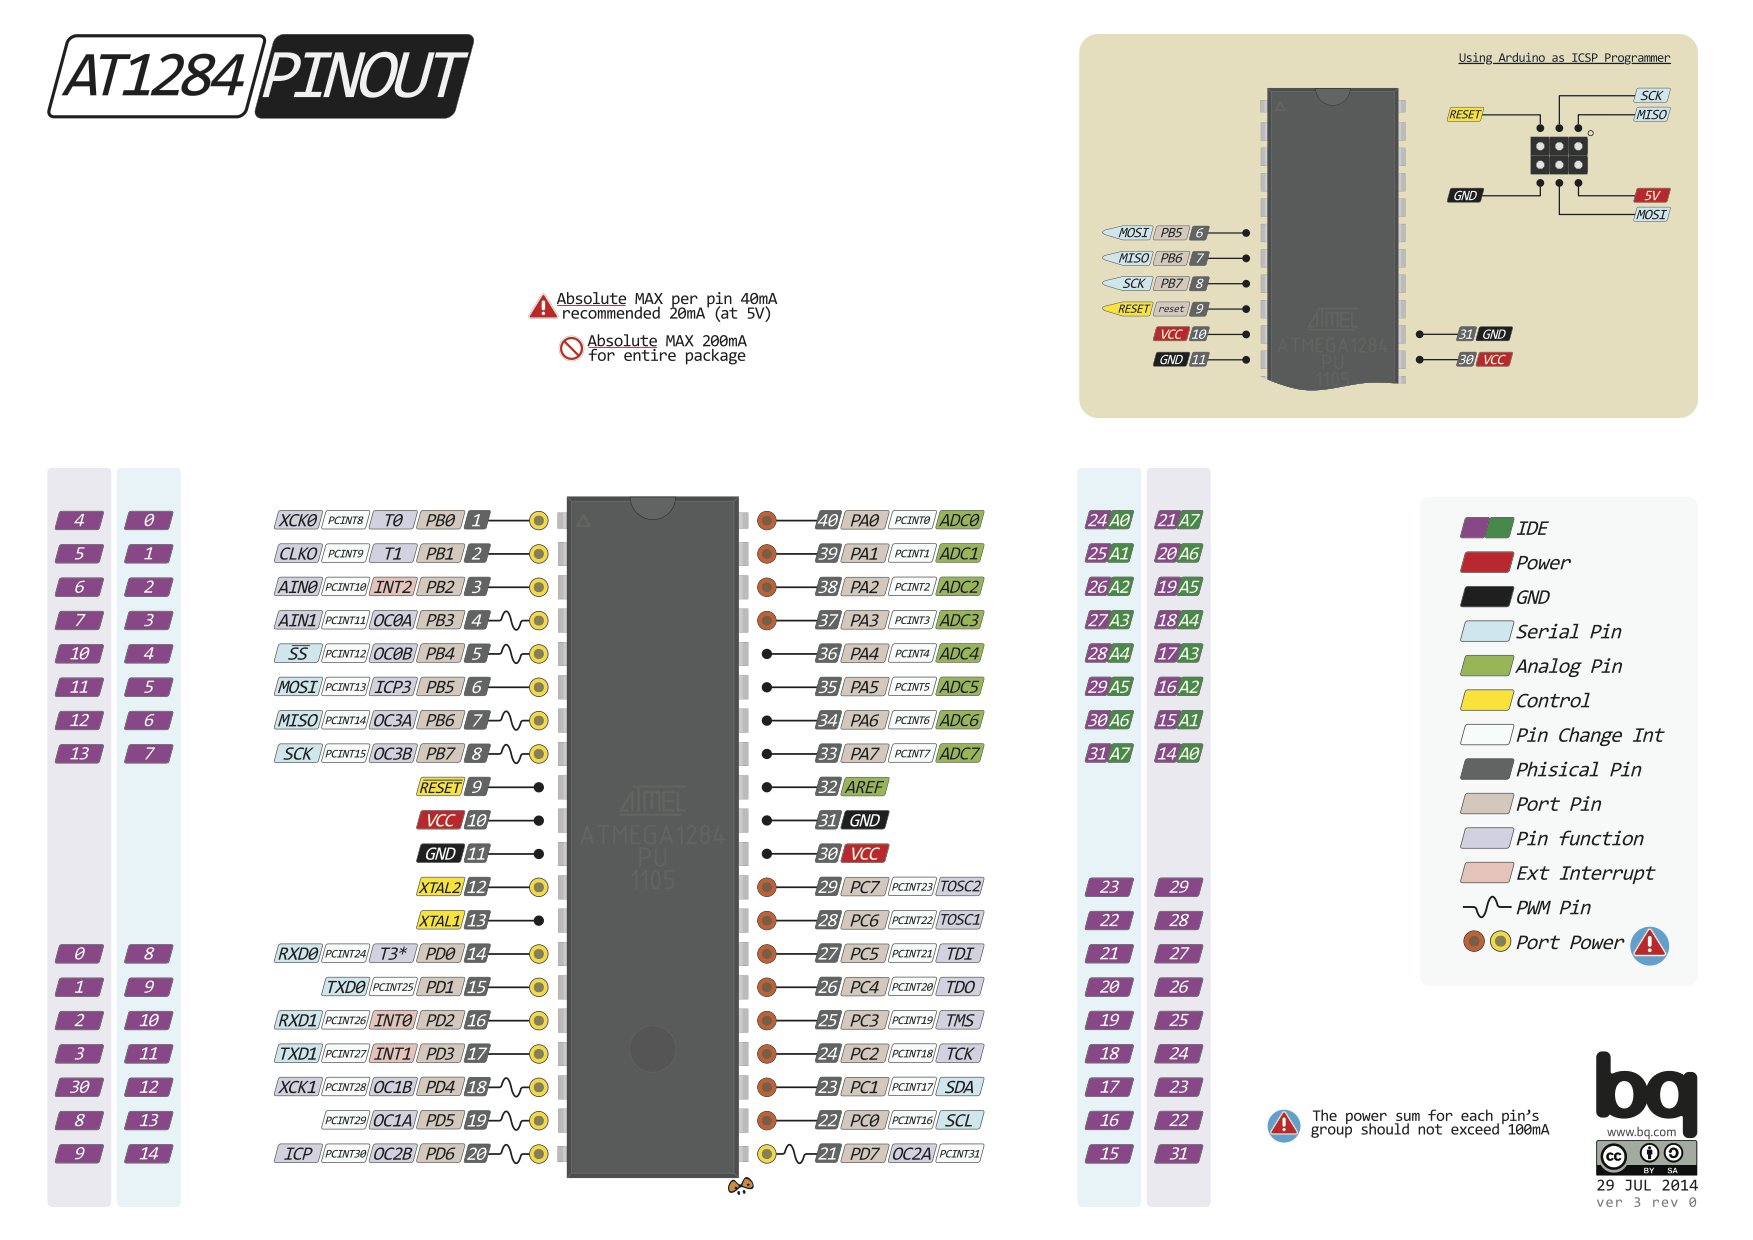 AT1284 PINOUT
Using Arduino as ICSP Programmer
SCK
RESET MISO
GND 5V
MOSI
MOSI PB5 6
MISO PB6 7
SCK PB7 8
RESET reset 9
VCC 10 31 GND
GND 11 30 VCC
ATMEL
ATMEGA1284
PU
1105
Absolute MAX per pin 40mA
recommended 20mA (at 5V)
Absolute MAX 200mA
for entire package
4 0 XCK0 PCINT8 T0 PB0 1 40 PA0 PCINT0 ADC0 24 A0 21 A7
5 1 CLKO PCINT9 T1 PB1 2 39 PA1 PCINT1 ADC1 25 A1 20 A6
6 2 AIN0 PCINT10 INT2 PB2 3 38 PA2 PCINT2 ADC2 26 A2 19 A5
7 3 AIN1 PCINT11 OC0A PB3 4 37 PA3 PCINT3 ADC3 27 A3 18 A4
10 4 SS PCINT12 OC0B PB4 5 36 PA4 PCINT4 ADC4 28 A4 17 A3
11 5 MOSI PCINT13 ICP3 PB5 6 35 PA5 PCINT5 ADC5 29 A5 16 A2
12 6 MISO PCINT14 OC3A PB6 7 34 PA6 PCINT6 ADC6 30 A6 15 A1
13 7 SCK PCINT15 OC3B PB7 8 33 PA7 PCINT7 ADC7 31 A7 14 A0
RESET 9 32 AREF
VCC 10 31 GND
GND 11 30 VCC
XTAL2 12 29 PC7 PCINT23 TOSC2 23 29
XTAL1 13 28 PC6 PCINT22 TOSC1 22 28
0 8 RXD0 PCINT24 T3* PD0 14 27 PC5 PCINT21 TDI 21 27
1 9 TXD0 PCINT25 PD1 15 26 PC4 PCINT20 TDO 20 26
2 10 RXD1 PCINT26 INT0 PD2 16 25 PC3 PCINT19 TMS 19 25
3 11 TXD1 PCINT27 INT1 PD3 17 24 PC2 PCINT18 TCK 18 24
30 12 XCK1 PCINT28 OC1B PD4 18 23 PC1 PCINT17 SDA 17 23
8 13 PCINT29 OC1A PD5 19 22 PC0 PCINT16 SCL 16 22
9 14 ICP PCINT30 OC2B PD6 20 21 PD7 OC2A PCINT31 15 31
ATMEL
ATMEGA1284
PU
1105
IDE
Power
GND
Serial Pin
Analog Pin
Control
Pin Change Int
Phisical Pin
Port Pin
Pin function
Ext Interrupt
PWM Pin
Port Power
The power sum for each pin's
group should not exceed 100mA
bq
www.bq.com
cc BY SA
29 JUL 2014
ver 3 rev 0